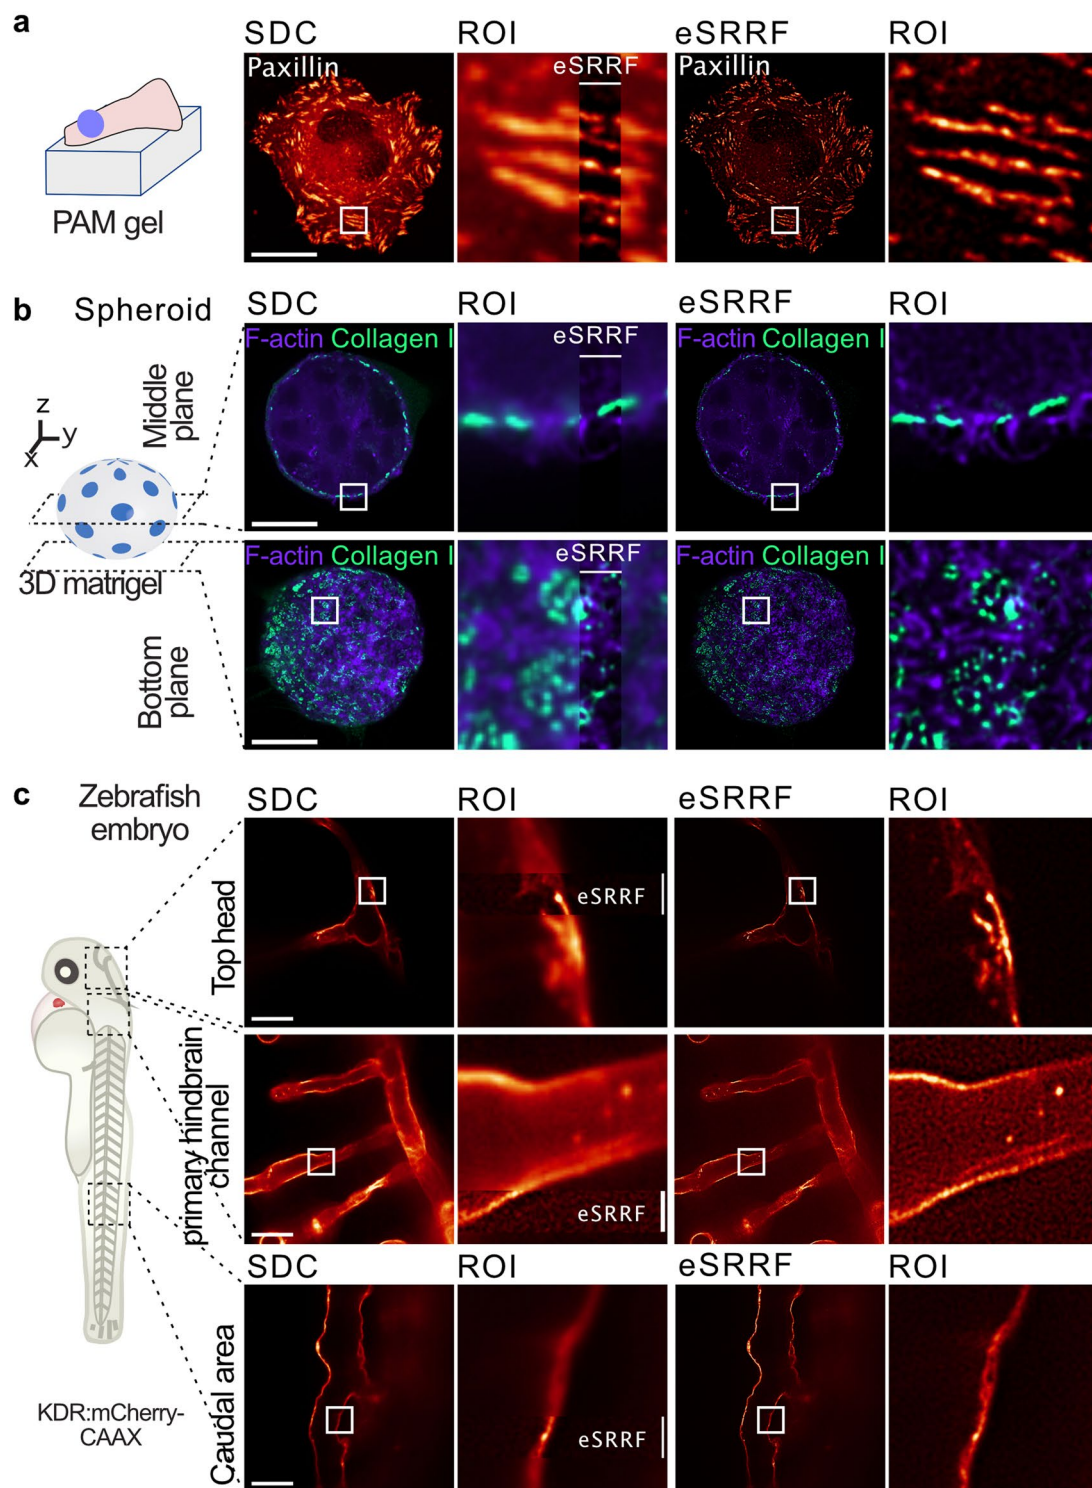 a
SDC
ROI
eSRRF
ROI
Paxillin
eSRRF
Paxillin
PAM gel
b
Spheroid
SDC
ROI
eSRRF
ROI
F-actin Collagen I
eSRRF
F-actin Collagen I
Middle
plane
z
y
x
3D matrigel
F-actin Collagen I
eSRRF
F-actin Collagen I
Bottom
plane
c
Zebrafish
embryo
SDC
ROI
eSRRF
ROI
Top head
eSRRF
primary hindbrain
channel
eSRRF
SDC
ROI
eSRRF
ROI
Caudal area
eSRRF
KDR:mCherry-
CAAX